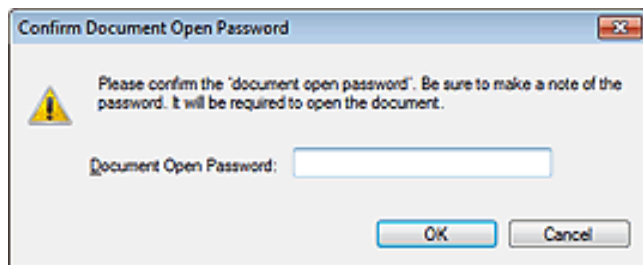 Confirm Document Open Password
Please confirm the "document open password". Be sure to make a note of the
password. It will be required to open the document.
Document Open Password:
OK Cancel